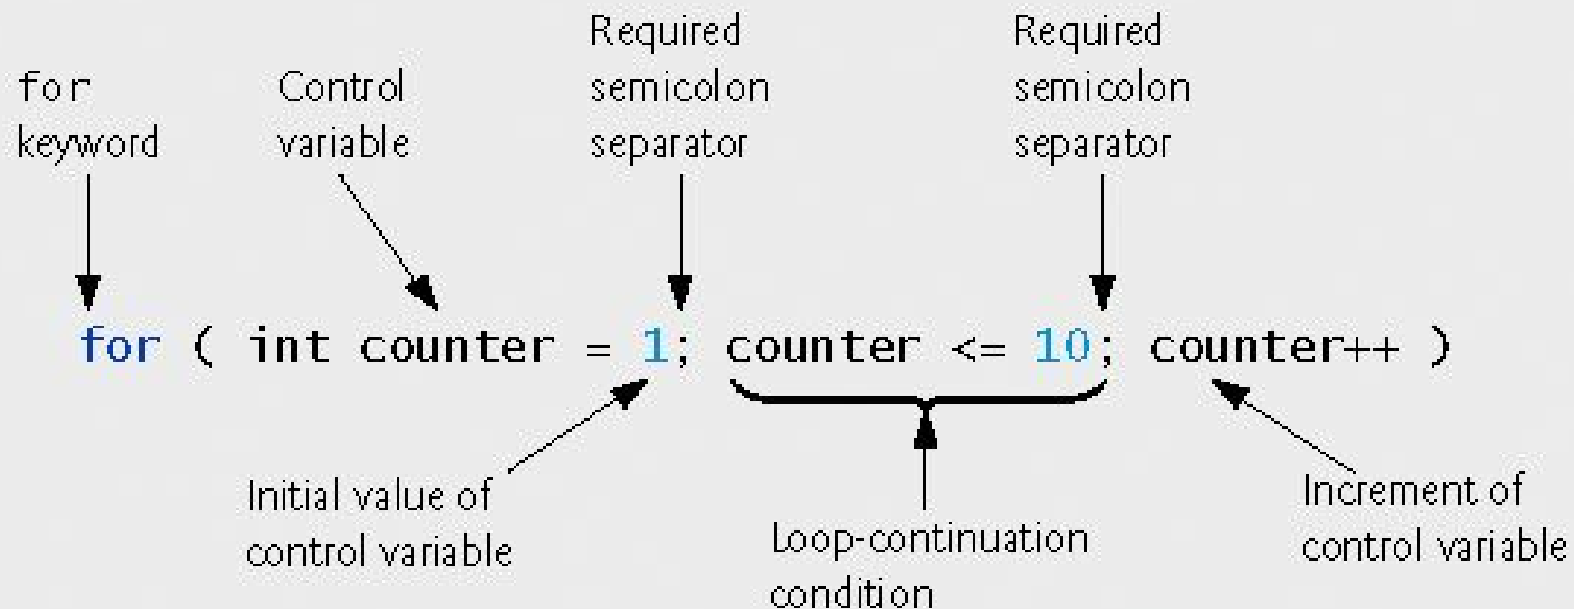 for
keyword
Control
variable
Required
semicolon
separator
Required
semicolon
separator
for ( int counter = 1; counter <= 10; counter++ )
Initial value of
control variable
Loop-continuation
condition
Increment of
control variable